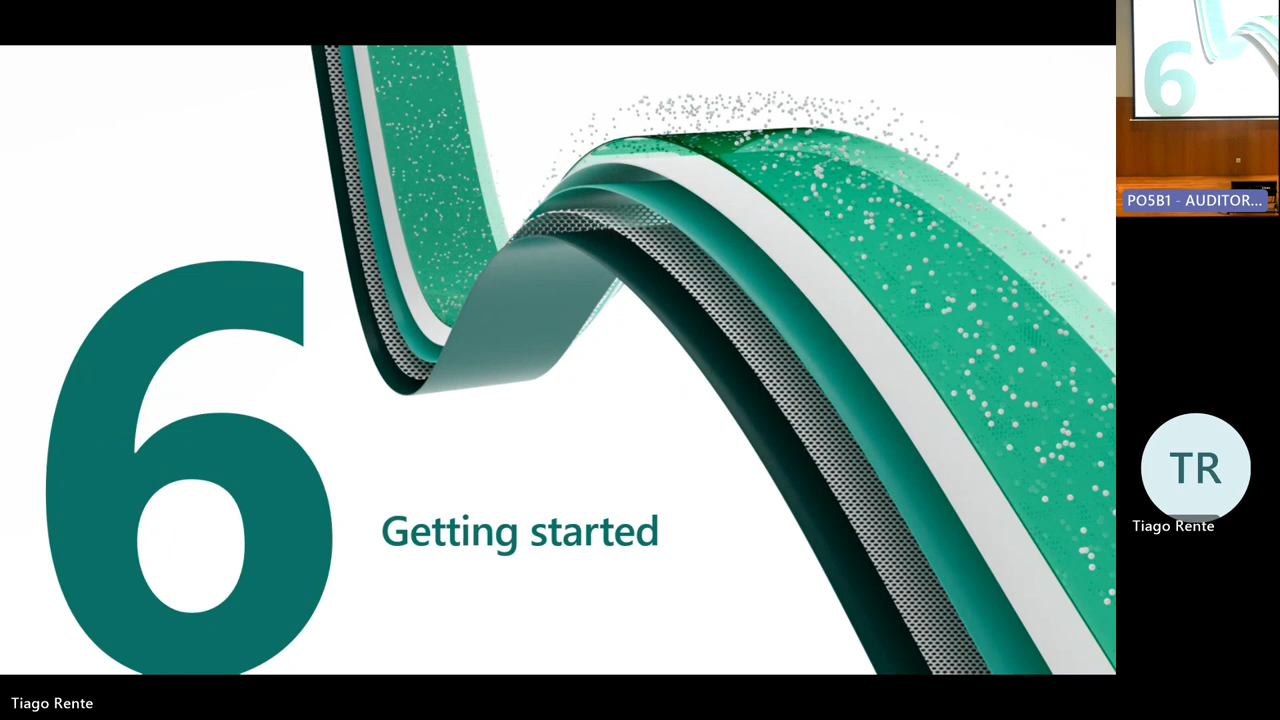 6
Getting started
Tiago Rente
6
PO5B1 - AUDITOR...
TR
Tiago Rente